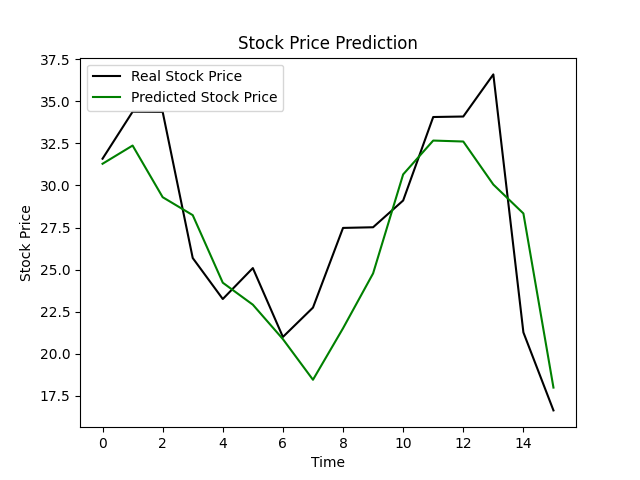 Stock Price Prediction
37.5
35.0
32.5
30.0
27.5
25.0
22.5
20.0
17.5
Stock Price
Real Stock Price
Predicted Stock Price
0 2 4 6 8 10 12 14
Time